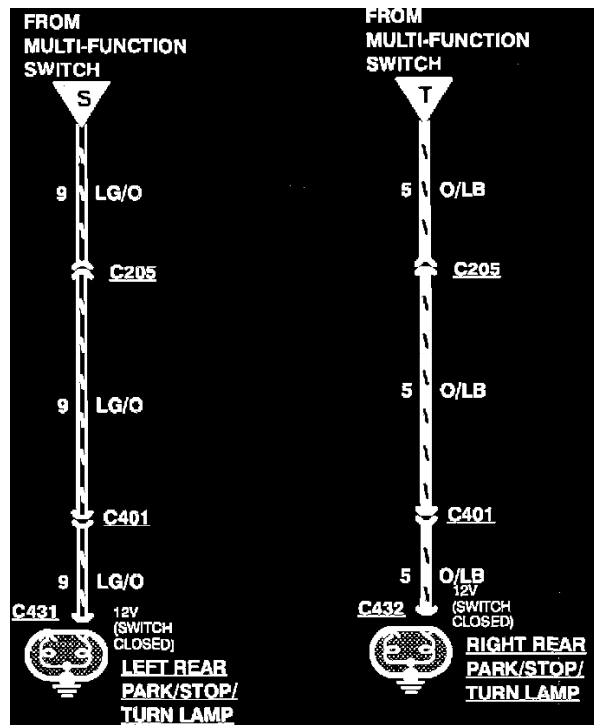 FROM
MULTI-FUNCTION
SWITCH
S
9 LG/O
C205
9 LG/O
C401
9 LG/O
C431
12V
(SWITCH
CLOSED)
LEFT REAR
PARK/STOP/
TURN LAMP
FROM
MULTI-FUNCTION
SWITCH
T
5 O/LB
C205
5 O/LB
C401
5 O/LB
C432
12V
(SWITCH
CLOSED)
RIGHT REAR
PARK/STOP/
TURN LAMP